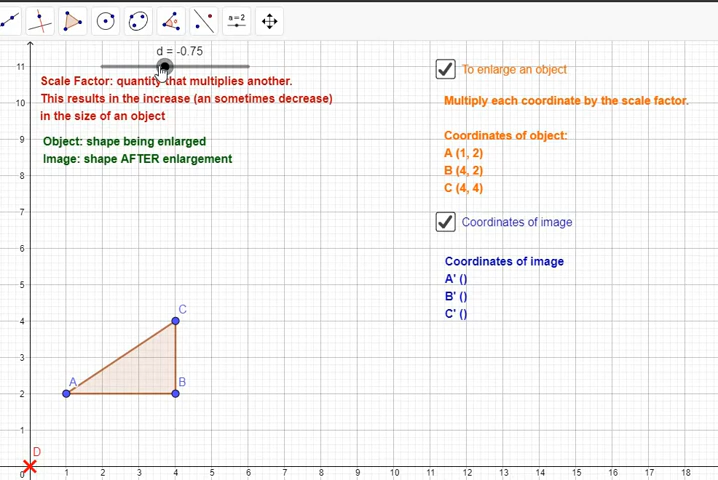 a=2
d = -0.75
Scale Factor: quantity that multiplies another.
This results in the increase (an sometimes decrease)
in the size of an object
Object: shape being enlarged
Image: shape AFTER enlargement
To enlarge an object
Multiply each coordinate by the scale factor.
Coordinates of object:
A (1, 2)
B (4, 2)
C (4, 4)
Coordinates of image
Coordinates of image
A' ()
B' ()
C' ()
11
10
9
8
7
6
5
4
3
2
1
C
A
B
D
0 1 2 3 4 5 6 7 8 9 10 11 12 13 14 15 16 17 18